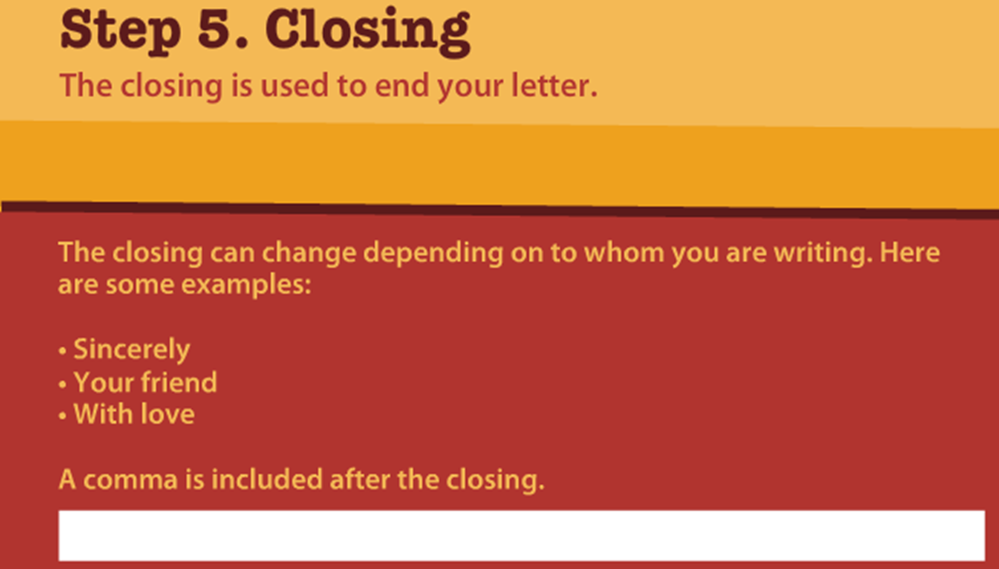 Step 5. Closing
The closing is used to end your letter.
The closing can change depending on to whom you are writing. Here
are some examples:
• Sincerely
• Your friend
• With love
A comma is included after the closing.